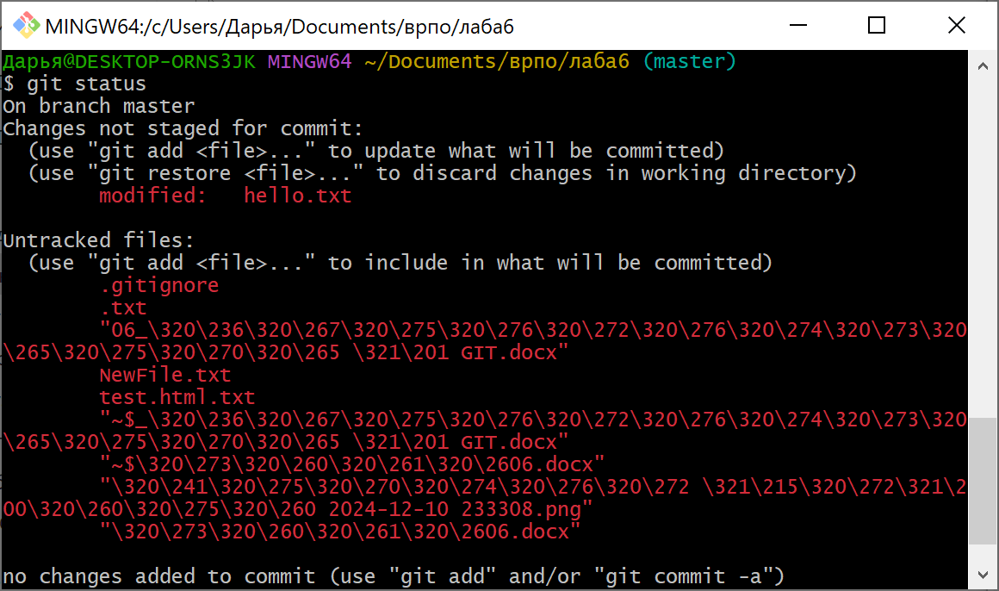 MINGW64:/c/Users/Дарья/Documents/врпо/лаба6
Дарья@DESKTOP-ORNS3JK MINGW64 ~/Documents/врпо/лаба6 (master)
$ git status
On branch master
Changes not staged for commit:
  (use "git add <file>..." to update what will be committed)
  (use "git restore <file>..." to discard changes in working directory)
        modified:   hello.txt

Untracked files:
  (use "git add <file>..." to include in what will be committed)
        .gitignore
        .txt
        "06_\320\236\320\267\320\275\320\276\320\272\320\276\320\274\320\273\320
\265\320\275\320\270\320\265 \321\201 GIT.docx"
        NewFile.txt
        test.html.txt
        "~$_\320\236\320\267\320\275\320\276\320\272\320\276\320\274\320\273\320
\265\320\275\320\270\320\265 \321\201 GIT.docx"
        "~$\320\273\320\260\320\261\320\2606.docx"
        "\320\241\320\275\320\270\320\274\320\276\320\272 \321\215\320\272\321\2
00\320\260\320\275\320\260 2024-12-10 233308.png"
        "\320\273\320\260\320\261\320\2606.docx"

no changes added to commit (use "git add" and/or "git commit -a")